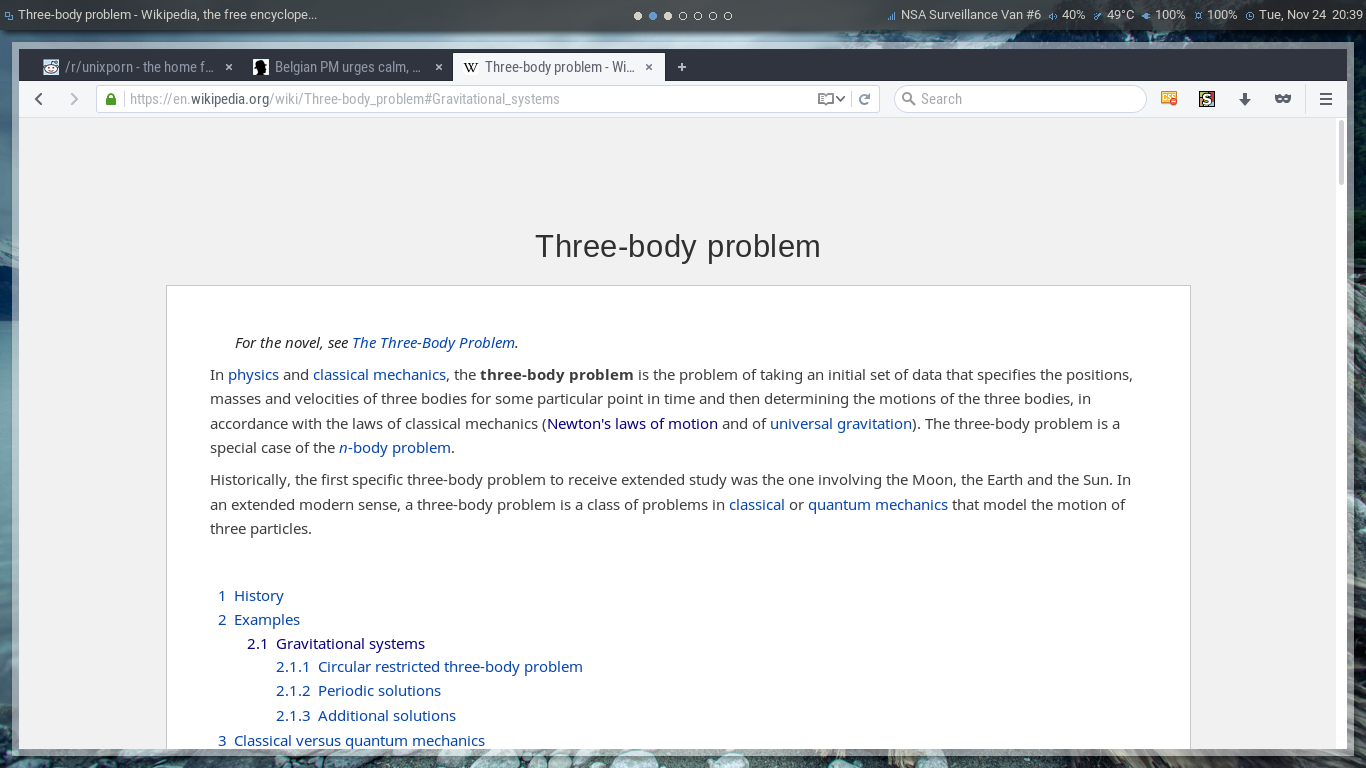 Three-body problem - Wikipedia, the free encyclope...
NSA Surveillance Van #6 40% 49°C 100% 100% Tue, Nov 24 20:39
/r/unixporn - the home f...
Belgian PM urges calm, ...
W Three-body problem - Wi...
https://en.wikipedia.org/wiki/Three-body_problem#Gravitational_systems
Search
Three-body problem
For the novel, see The Three-Body Problem.
In physics and classical mechanics, the three-body problem is the problem of taking an initial set of data that specifies the positions,
masses and velocities of three bodies for some particular point in time and then determining the motions of the three bodies, in
accordance with the laws of classical mechanics (Newton's laws of motion and of universal gravitation). The three-body problem is a
special case of the n-body problem.
Historically, the first specific three-body problem to receive extended study was the one involving the Moon, the Earth and the Sun. In
an extended modern sense, a three-body problem is a class of problems in classical or quantum mechanics that model the motion of
three particles.
1 History
2 Examples
2.1 Gravitational systems
2.1.1 Circular restricted three-body problem
2.1.2 Periodic solutions
2.1.3 Additional solutions
3 Classical versus quantum mechanics